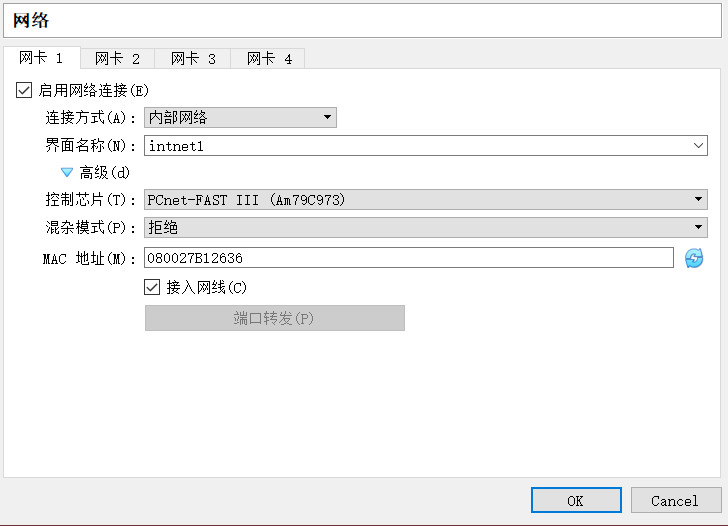 网络
网卡 1 网卡 2 网卡 3 网卡 4
启用网络连接(E)
连接方式(A): 内部网络
界面名称(N): intnet1
高级(d)
控制芯片(T): PCnet-FAST III (Am79C973)
混杂模式(P): 拒绝
MAC 地址(M): 080027B12636
接入网线(C)
端口转发(P)
OK Cancel